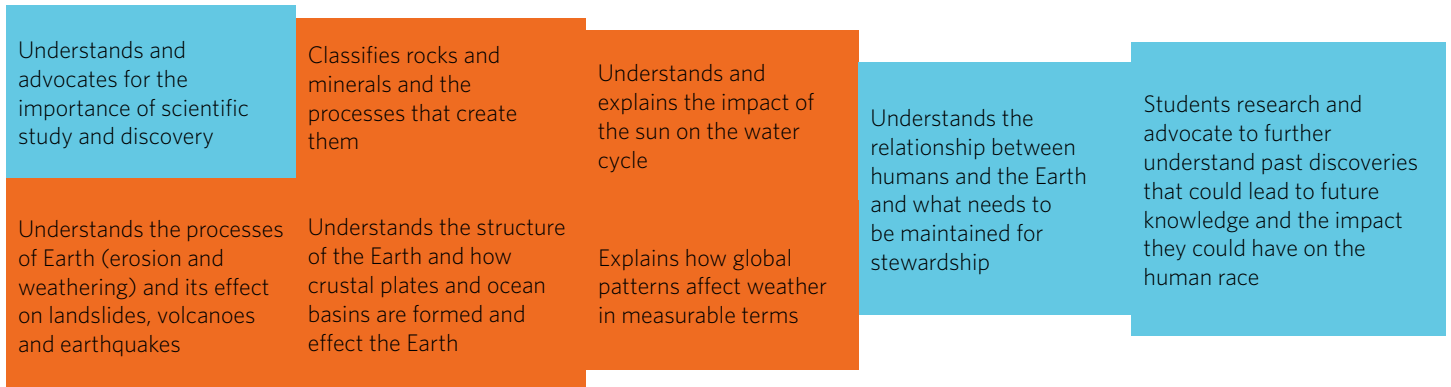 Understands and
advocates for the
importance of scientific
study and discovery
Understands the processes
of Earth (erosion and
weathering) and its effect
on landslides, volcanoes
and earthquakes
Classifies rocks and
minerals and the
processes that create
them
Understands the structure
of the Earth and how
crustal plates and ocean
basins are formed and
effect the Earth
Understands and
explains the impact of
the sun on the water
cycle
Explains how global
patterns affect weather
in measurable terms
Understands the
relationship between
humans and the Earth
and what needs to
be maintained for
stewardship
Students research and
advocate to further
understand past discoveries
that could lead to future
knowledge and the impact
they could have on the
human race